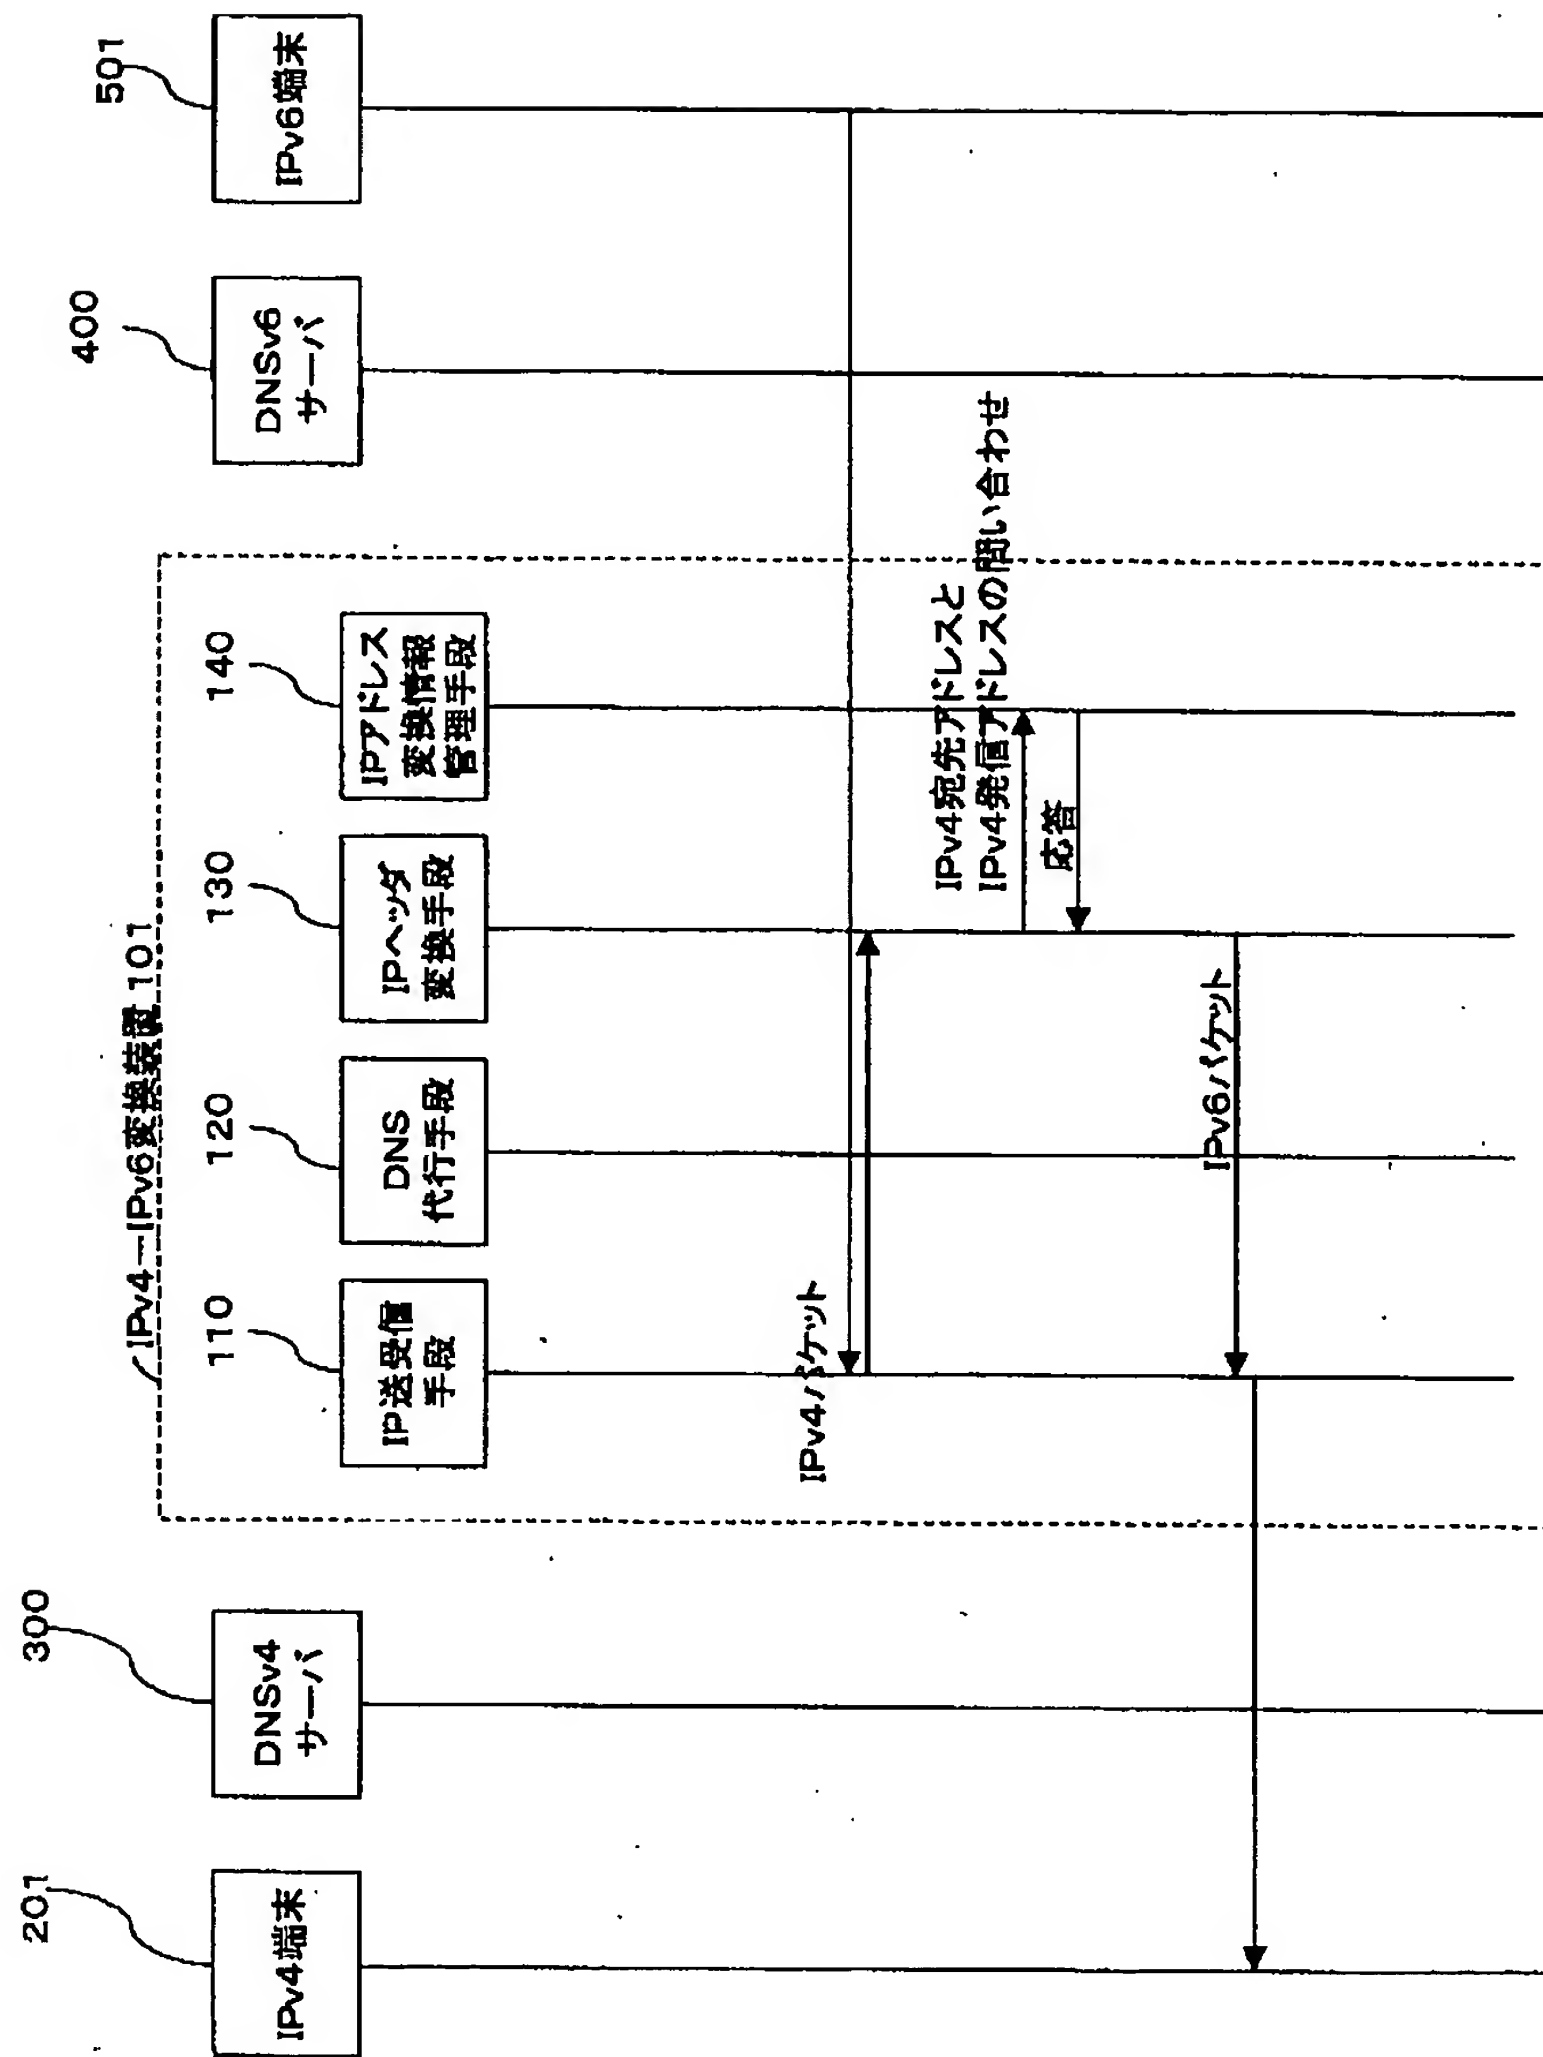 201
IPv4端末
300
DNSv4
サーバ
IPv4―IPv6変換装置 101
110
IP送受信
手段
120
DNS
代行手段
130
IPヘッダ
変換手段
140
IPアドレス
変換情報
管理手段
400
DNSv6
サーバ
501
IPv6端末
IPv4パケット
IPv4宛先アドレスと
IPv4発信アドレスの問い合わせ
応答
IPv6パケット